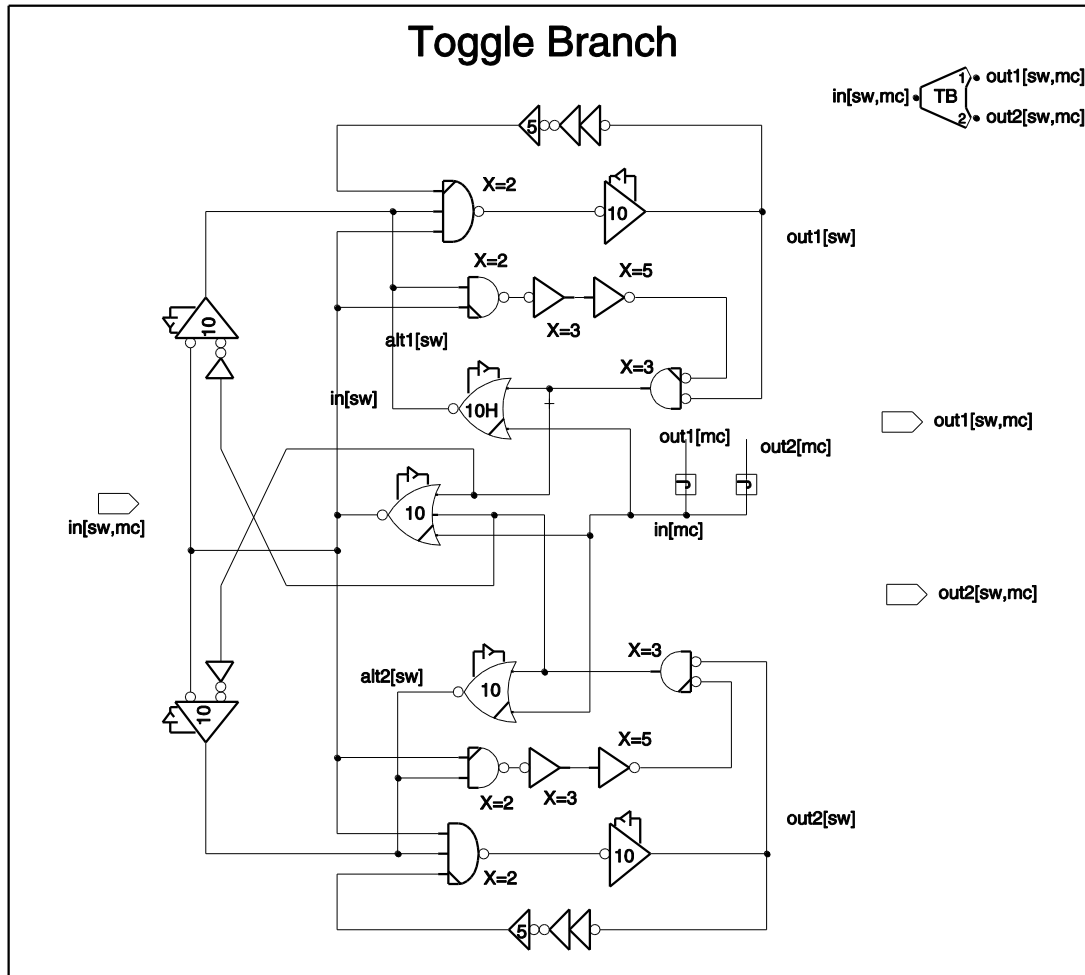 Toggle Branch
in[sw,mc]
1
TB
2
out1[sw,mc]
out2[sw,mc]
5
X=2
10
out1[sw]
X=2
X=5
X=3
10
alt1[sw]
X=3
in[sw]
10H
out1[mc]
out2[mc]
out1[sw,mc]
in[sw,mc]
10
in[mc]
out2[sw,mc]
X=3
alt2[sw]
10
10
X=5
X=2
X=3
out2[sw]
10
X=2
5